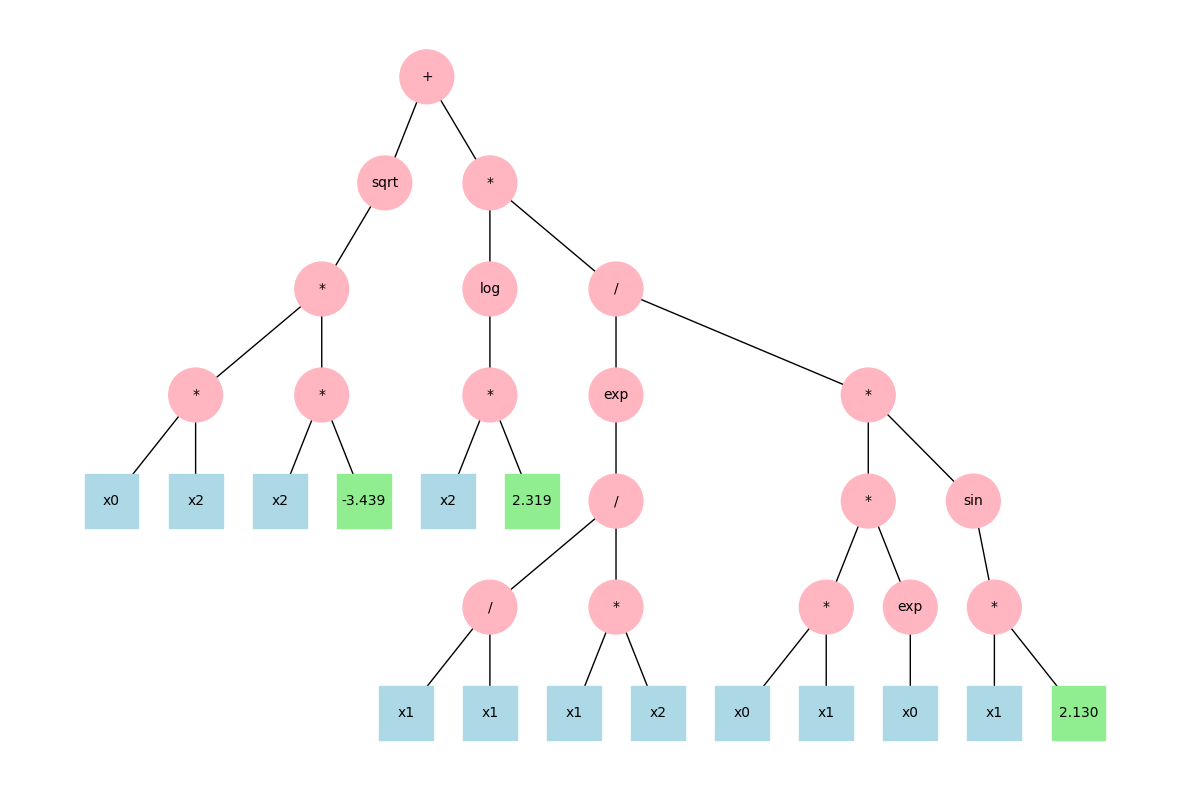 +
sqrt *
* log /
* * * exp *
x0 x2 x2 -3.439 x2 2.319 / * sin
/ * * exp *
x1 x1 x1 x2 x0 x1 x0 x1 2.130